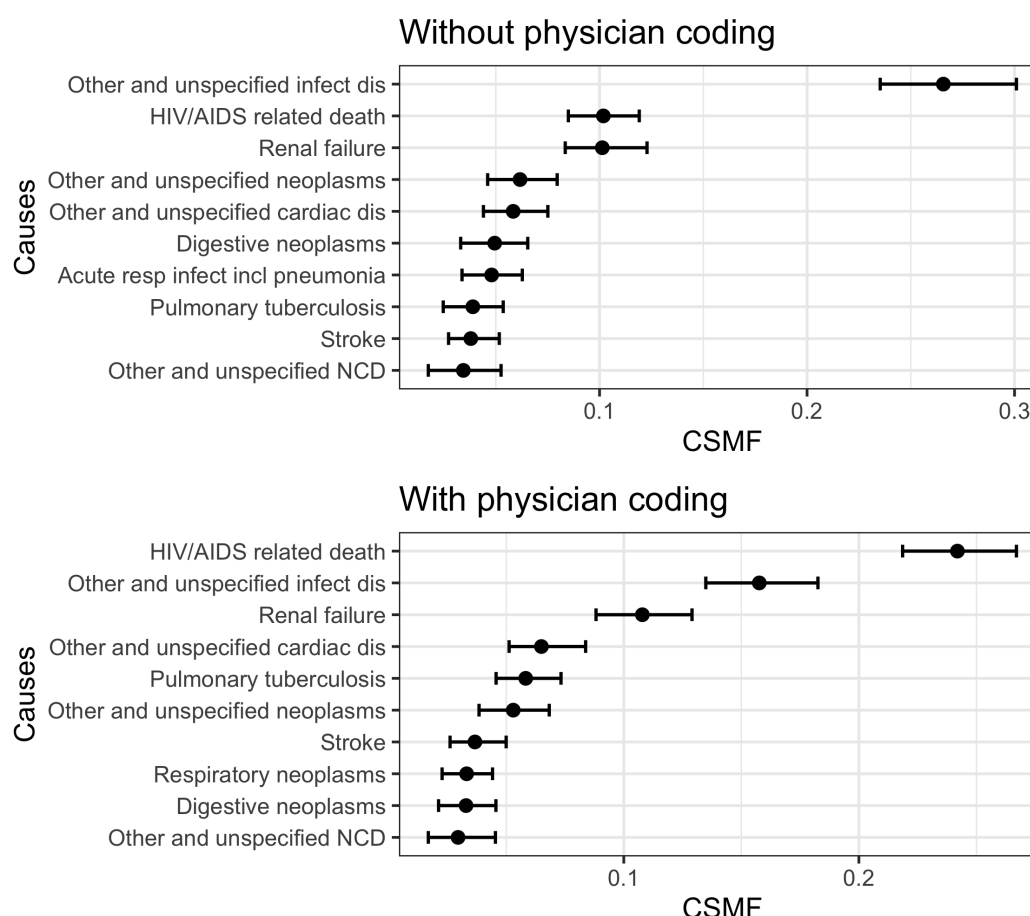 Without physician coding
Other and unspecified infect dis
HIV/AIDS related death
Renal failure
Other and unspecified neoplasms
Other and unspecified cardiac dis
Digestive neoplasms
Acute resp infect incl pneumonia
Pulmonary tuberculosis
Stroke
Other and unspecified NCD
Causes
0.1 0.2 0.3
CSMF
With physician coding
HIV/AIDS related death
Other and unspecified infect dis
Renal failure
Other and unspecified cardiac dis
Pulmonary tuberculosis
Other and unspecified neoplasms
Stroke
Respiratory neoplasms
Digestive neoplasms
Other and unspecified NCD
Causes
0.1 0.2
CSMF